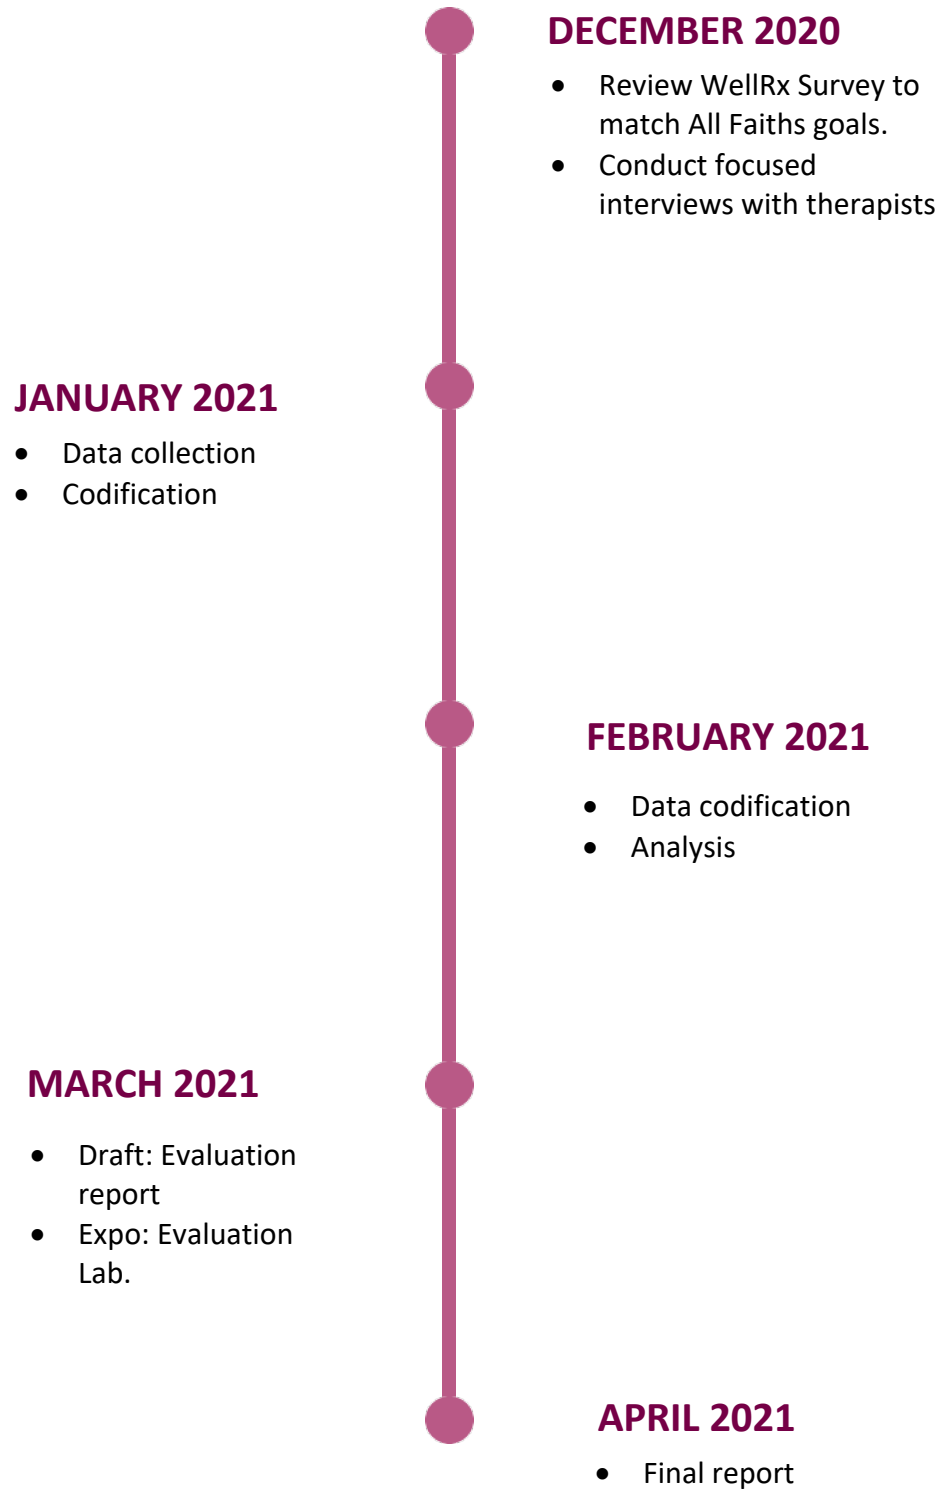 DECEMBER 2020
• Review WellRx Survey to
match All Faiths goals.
• Conduct focused
interviews with therapists
JANUARY 2021
• Data collection
• Codification
FEBRUARY 2021
• Data codification
• Analysis
MARCH 2021
• Draft: Evaluation
report
• Expo: Evaluation
Lab.
APRIL 2021
• Final report